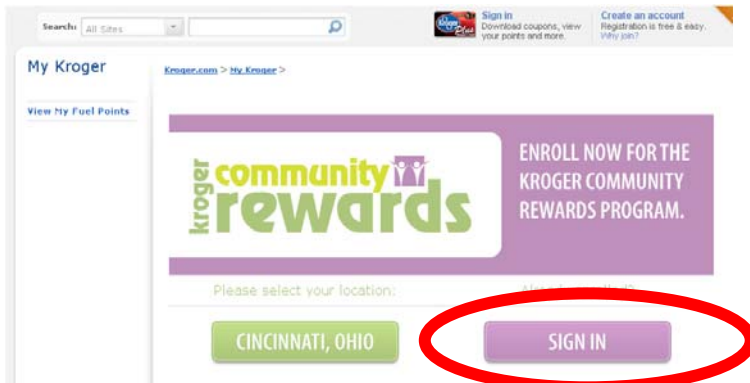 Search: All Sites
Sign in
Download coupons, view
your points and more.
Create an account
Registration is free & easy.
Why join?
My Kroger
Kroger.com > My Kroger >
View My Fuel Points
kroger
community
rewards
ENROLL NOW FOR THE
KROGER COMMUNITY
REWARDS PROGRAM.
Please select your location:
CINCINNATI, OHIO
SIGN IN